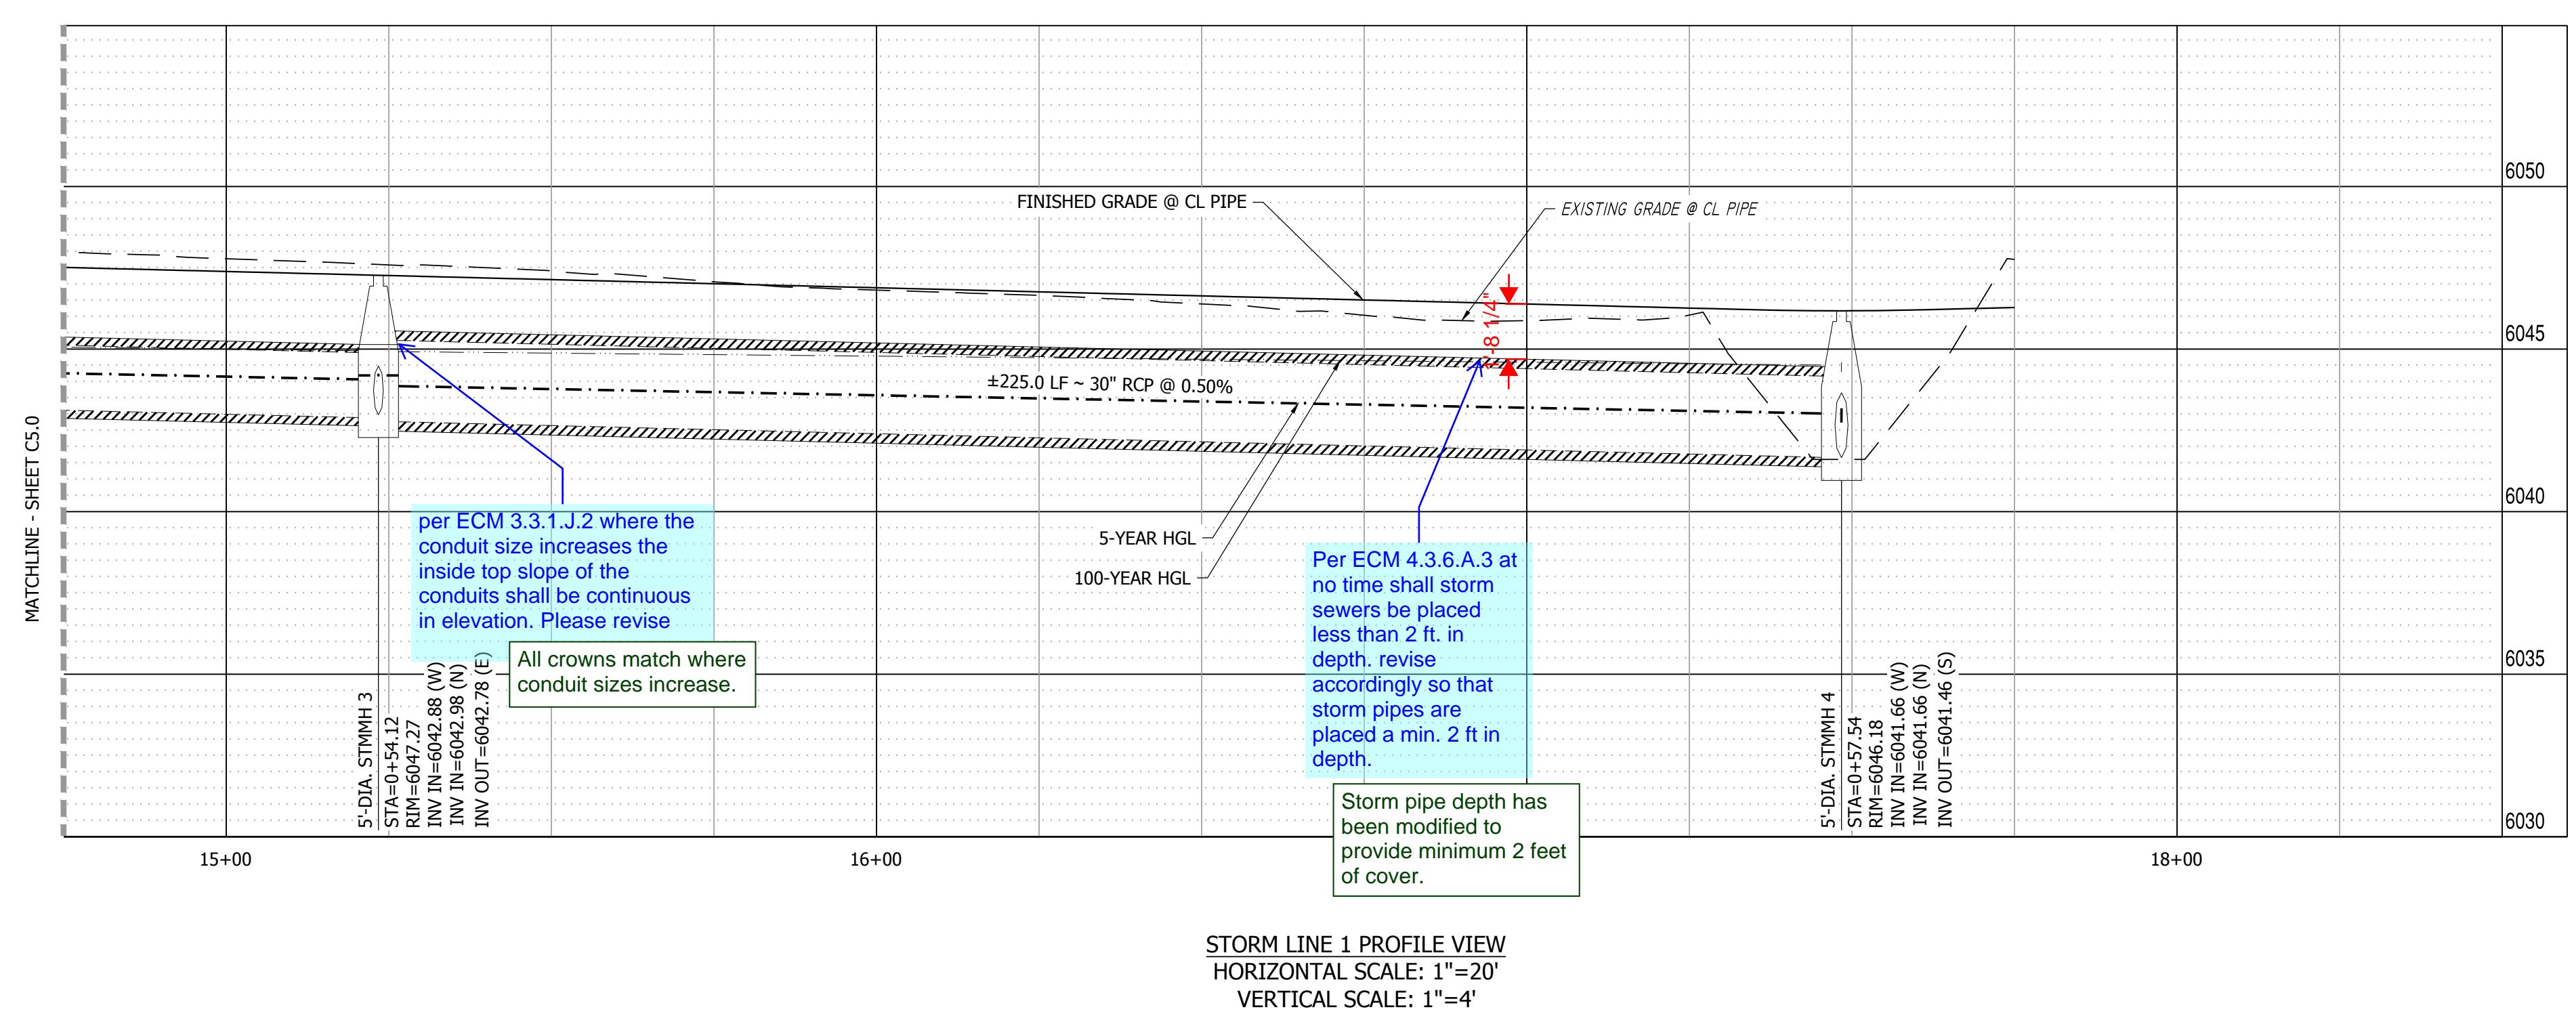 MATCHLINE - SHEET C5.0
6050
6045
6040
6035
6030
FINISHED GRADE @ CL PIPE
EXISTING GRADE @ CL PIPE
±225.0 LF ~ 30" RCP @ 0.50%
5-YEAR HGL
100-YEAR HGL
per ECM 3.3.1.J.2 where the
conduit size increases the
inside top slope of the
conduits shall be continuous
in elevation. Please revise
All crowns match where
conduit sizes increase.
Per ECM 4.3.6.A.3 at
no time shall storm
sewers be placed
less than 2 ft. in
depth. revise
accordingly so that
storm pipes are
placed a min. 2 ft in
depth.
Storm pipe depth has
been modified to
provide minimum 2 feet
of cover.
5'-DIA. STMMH 3
STA=0+54.12
RIM=6047.27
INV IN=6042.88 (W)
INV IN=6042.98 (N)
INV OUT=6042.78 (E)
5'-DIA. STMMH 4
STA=0+57.54
RIM=6046.18
INV IN=6041.66 (W)
INV IN=6041.66 (N)
INV OUT=6041.46 (S)
15+00
16+00
18+00
STORM LINE 1 PROFILE VIEW
HORIZONTAL SCALE: 1"=20'
VERTICAL SCALE: 1"=4'